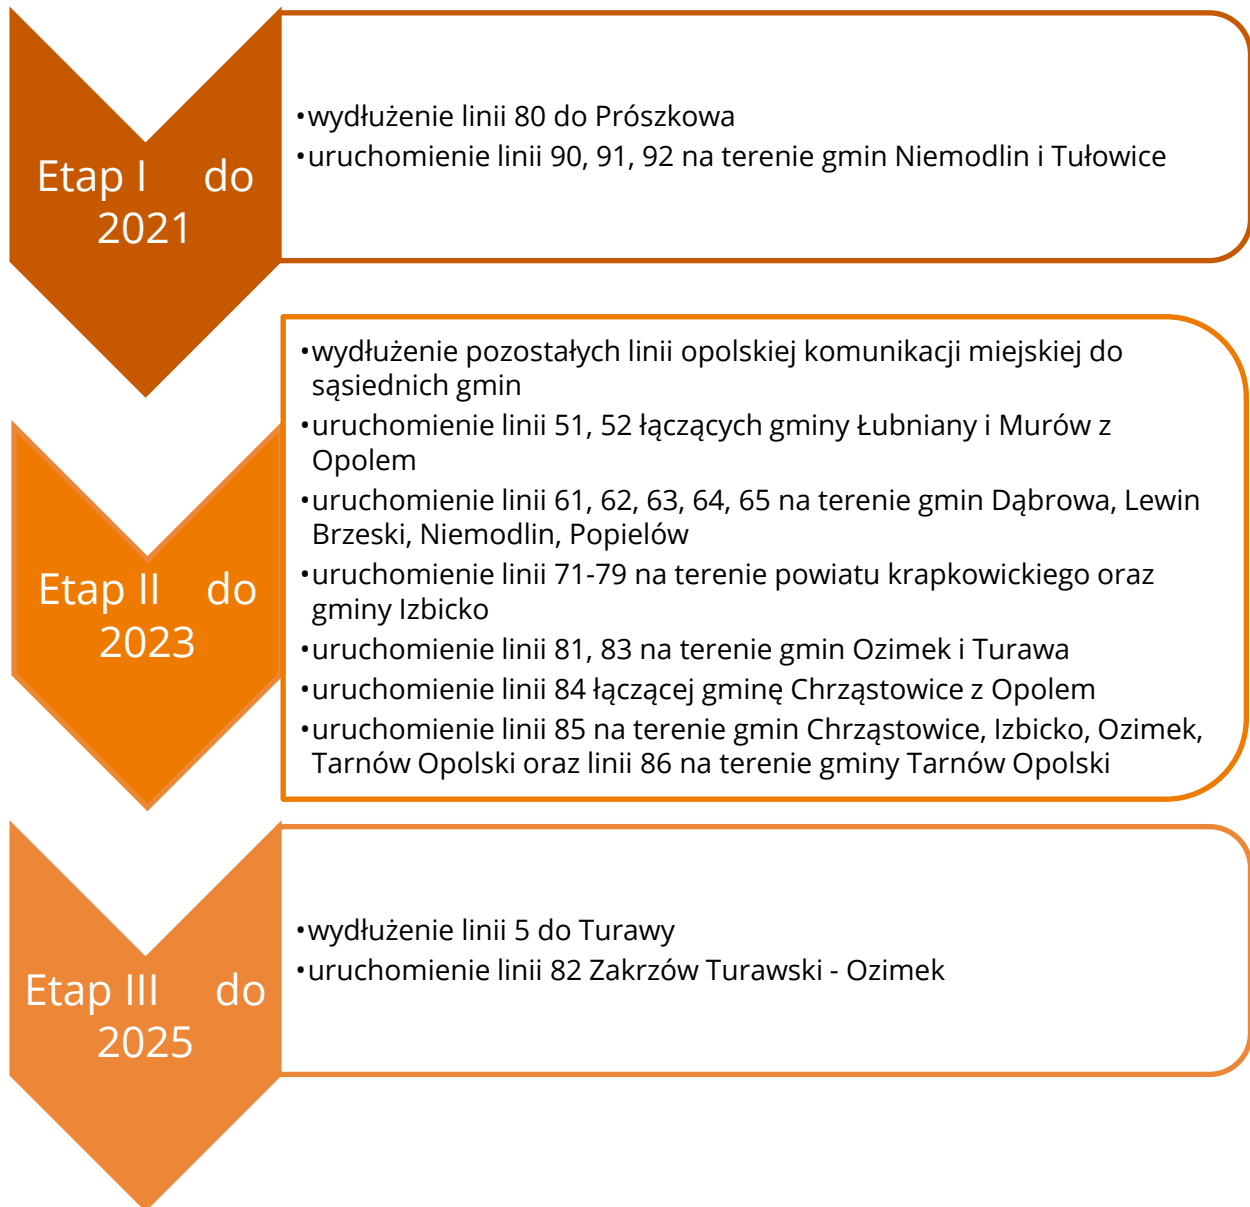 Etap I do
2021
•wydłużenie linii 80 do Prószkowa
•uruchomienie linii 90, 91, 92 na terenie gmin Niemodlin i Tułowice
Etap II do
2023
•wydłużenie pozostałych linii opolskiej komunikacji miejskiej do
sąsiednich gmin
•uruchomienie linii 51, 52 łączących gminy Łubniany i Murów z
Opolem
•uruchomienie linii 61, 62, 63, 64, 65 na terenie gmin Dąbrowa, Lewin
Brzeski, Niemodlin, Popielów
•uruchomienie linii 71-79 na terenie powiatu krapkowickiego oraz
gminy Izbicko
•uruchomienie linii 81, 83 na terenie gmin Ozimek i Turawa
•uruchomienie linii 84 łączącej gminę Chrząstowice z Opolem
•uruchomienie linii 85 na terenie gmin Chrząstowice, Izbicko, Ozimek,
Tarnów Opolski oraz linii 86 na terenie gminy Tarnów Opolski
Etap III do
2025
•wydłużenie linii 5 do Turawy
•uruchomienie linii 82 Zakrzów Turawski - Ozimek